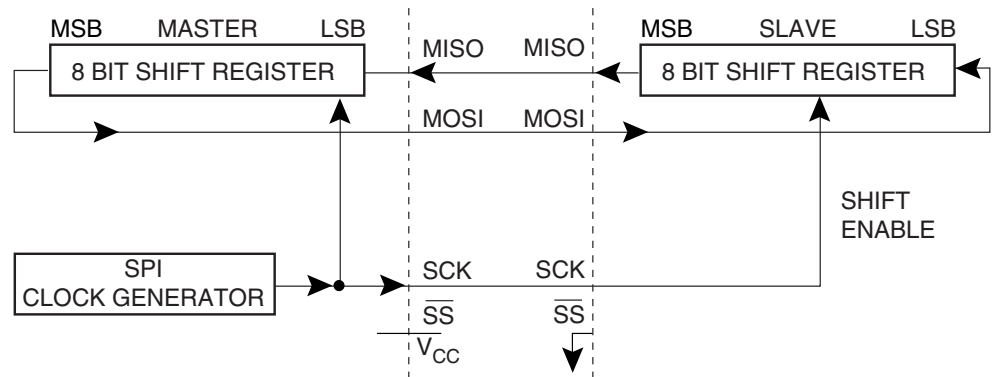 MSB MASTER LSB
8 BIT SHIFT REGISTER
MISO MISO
MSB SLAVE LSB
8 BIT SHIFT REGISTER
MOSI MOSI
SHIFT
ENABLE
SPI
CLOCK GENERATOR
SCK SCK
SS SS
VCC